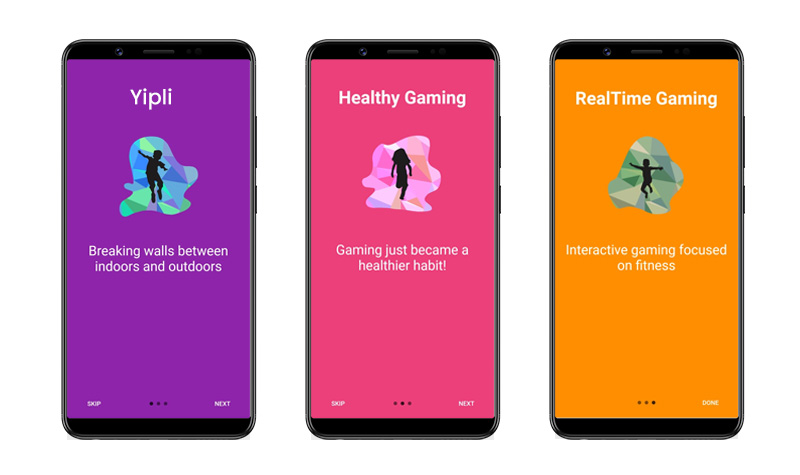 Yipli
Breaking walls between
indoors and outdoors
SKIP
NEXT
Healthy Gaming
Gaming just became a
healthier habit!
SKIP
NEXT
RealTime Gaming
Interactive gaming focused
on fitness
DONE